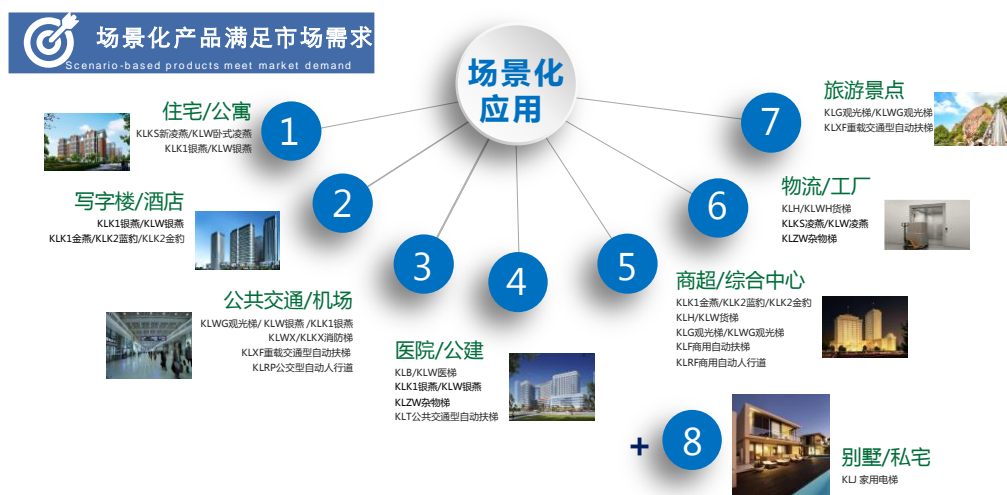 场景化产品满足市场需求
Scenario-based products meet market demand
场景化
应用
1
住宅/公寓
KLKS新凌燕/KLW卧式凌燕
KLK1银燕/KLW银燕
2
写字楼/酒店
KLK1银燕/KLW银燕
KLK1金燕/KLK2蓝豹/KLK2金豹
3
公共交通/机场
KLWG观光梯/ KLW银燕 /KLK1银燕
KLWX/KLKX消防梯
KLXF重载交通型自动扶梯
KLRP公交型自动人行道
4
医院/公建
KLB/KLW医梯
KLK1银燕/KLW银燕
KLZW杂物梯
KLT公共交通型自动扶梯
5
商超/综合中心
KLK1金燕/KLK2蓝豹/KLK2金豹
KLH/KLW货梯
KLG观光梯/KLWG观光梯
KLF商用自动扶梯
KLRF商用自动人行道
6
物流/工厂
KLH/KLWH货梯
KLKS凌燕/KLW凌燕
KLZW杂物梯
7
旅游景点
KLG观光梯/KLWG观光梯
KLXF重载交通型自动扶梯
+
8
别墅/私宅
KLJ 家用电梯